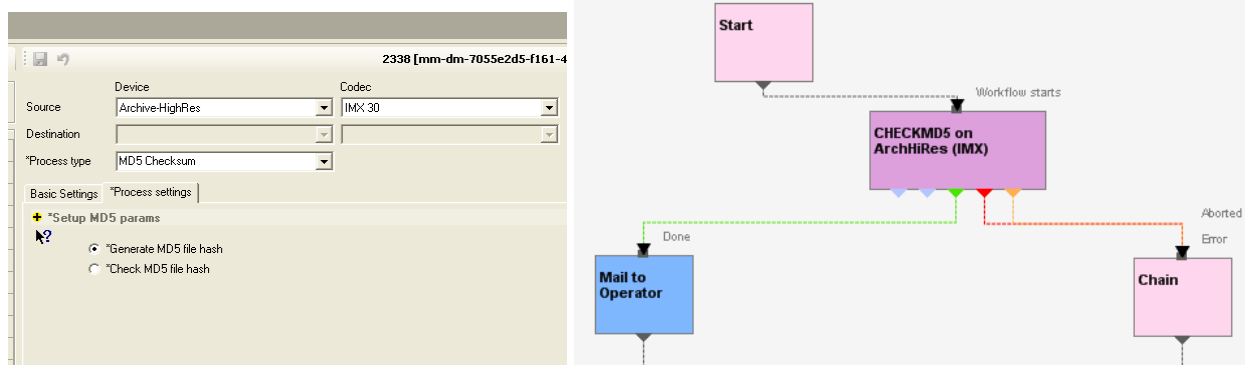 2338 [mm-dm-7055e2d5-f161-4
Device Codec
Source Archive-HighRes IMX 30
Destination
*Process type MD5 Checksum
Basic Settings *Process settings
*Setup MD5 params
*Generate MD5 file hash
*Check MD5 file hash
Start
Workflow starts
CHECKMD5 on
ArchHiRes (IMX)
Done
Aborted
Error
Mail to
Operator
Chain